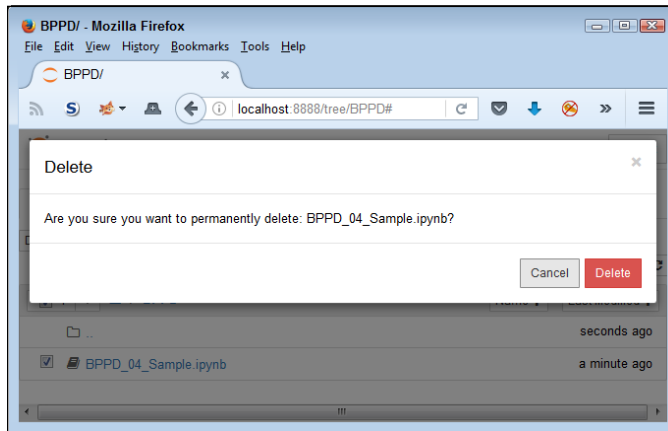 BPPD/ - Mozilla Firefox
File Edit View History Bookmarks Tools Help
BPPD/
localhost:8888/tree/BPPD#
Delete
Are you sure you want to permanently delete: BPPD_04_Sample.ipynb?
Cancel Delete
..
seconds ago
BPPD_04_Sample.ipynb a minute ago